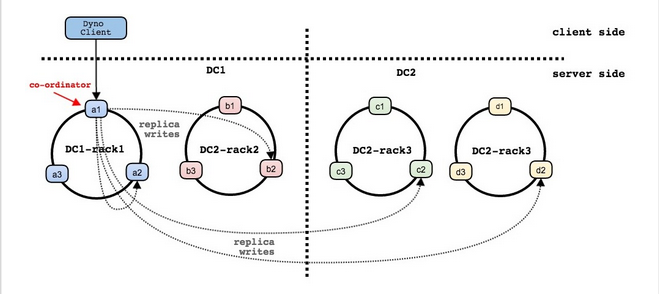 Dyno
Client
client side
server side
DC1
DC2
co-ordinator
a1
b1
c1
d1
replica
writes
DC1-rack1
DC2-rack2
DC2-rack3
DC2-rack3
a3
a2
b3
b2
c3
c2
d3
d2
replica
writes